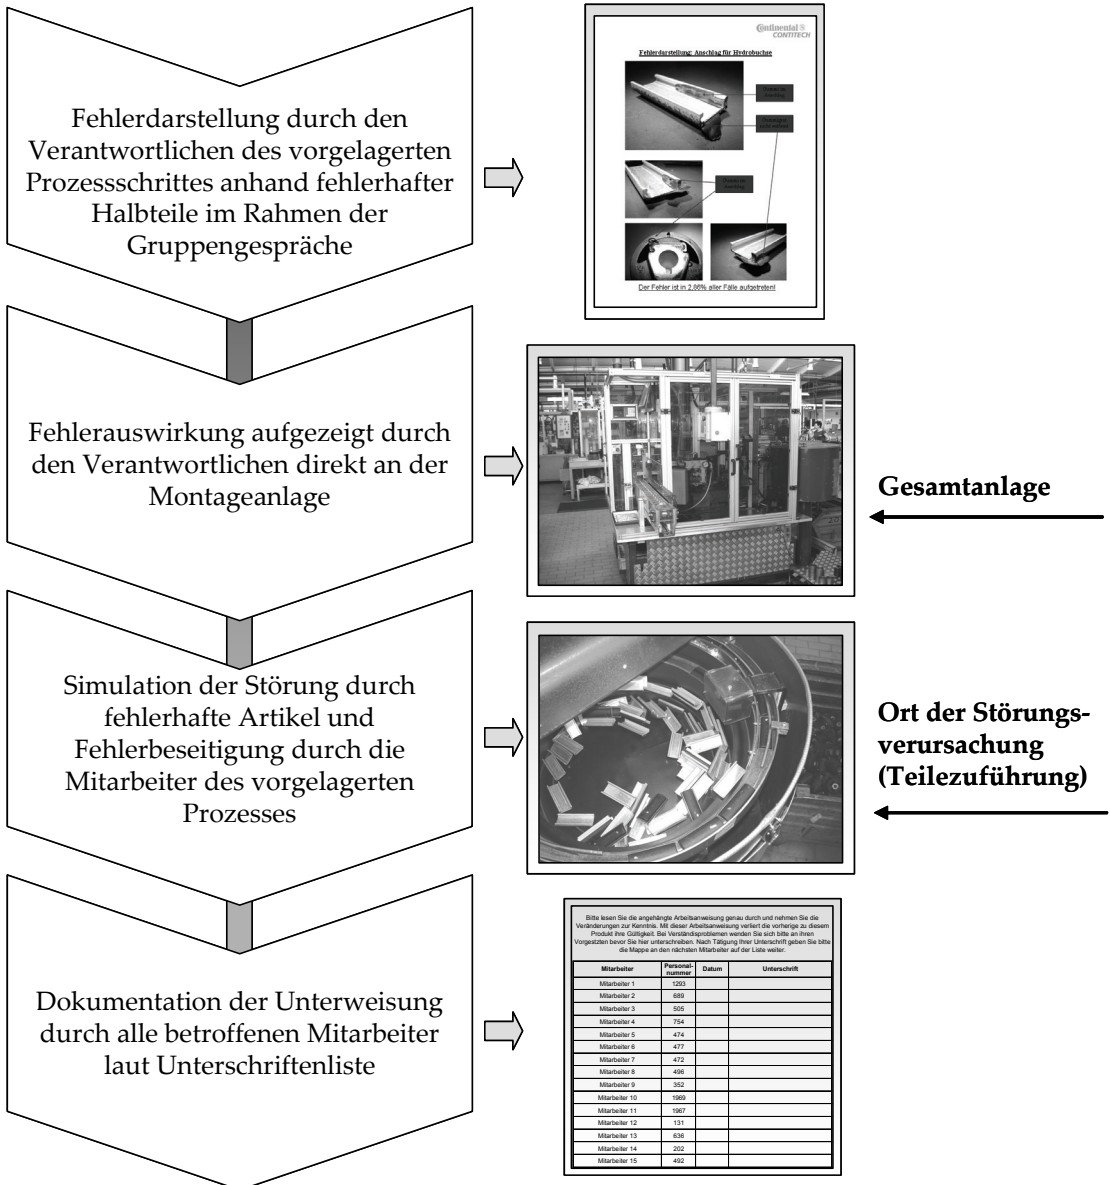 Continental
CONTITECH
Fehlerdarstellung: Anschlag für Hydrobuchse
Der Fehler ist in 2,86% aller Fälle aufgetreten!
Fehlerdarstellung durch den
Verantwortlichen des vorgelagerten
Prozessschrittes anhand fehlerhafter
Halbteile im Rahmen der
Gruppengespräche
Fehlerauswirkung aufgezeigt durch
den Verantwortlichen direkt an der
Montageanlage
Gesamtanlage
Simulation der Störung durch
fehlerhafte Artikel und
Fehlerbeseitigung durch die
Mitarbeiter des vorgelagerten
Prozesses
Ort der Störungs-
verursachung
(Teilezuführung)
Dokumentation der Unterweisung
durch alle betroffenen Mitarbeiter
laut Unterschriftenliste
Bitte lesen Sie die angehängte Arbeitsanweisung genau durch und nehmen Sie die
Veränderungen zur Kenntnis. Mit dieser Arbeitsanweisung verliert die vorherige zu diesem
Produkt ihre Gültigkeit. Bei Verständisproblemen wenden Sie sich bitte an ihren
Vorgestzten bevor Sie hier unterschreiben. Nach Tätigung Ihrer Unterschrift geben Sie bitte
die Mappe an den nächsten Mitarbeiter auf der Liste weiter.
Mitarbeiter Personal- Datum Unterschrift
nummer
Mitarbeiter 1 1293
Mitarbeiter 2 689
Mitarbeiter 3 505
Mitarbeiter 4 754
Mitarbeiter 5 474
Mitarbeiter 6 477
Mitarbeiter 7 472
Mitarbeiter 8 496
Mitarbeiter 9 352
Mitarbeiter 10 1969
Mitarbeiter 11 1967
Mitarbeiter 12 131
Mitarbeiter 13 636
Mitarbeiter 14 202
Mitarbeiter 15 492